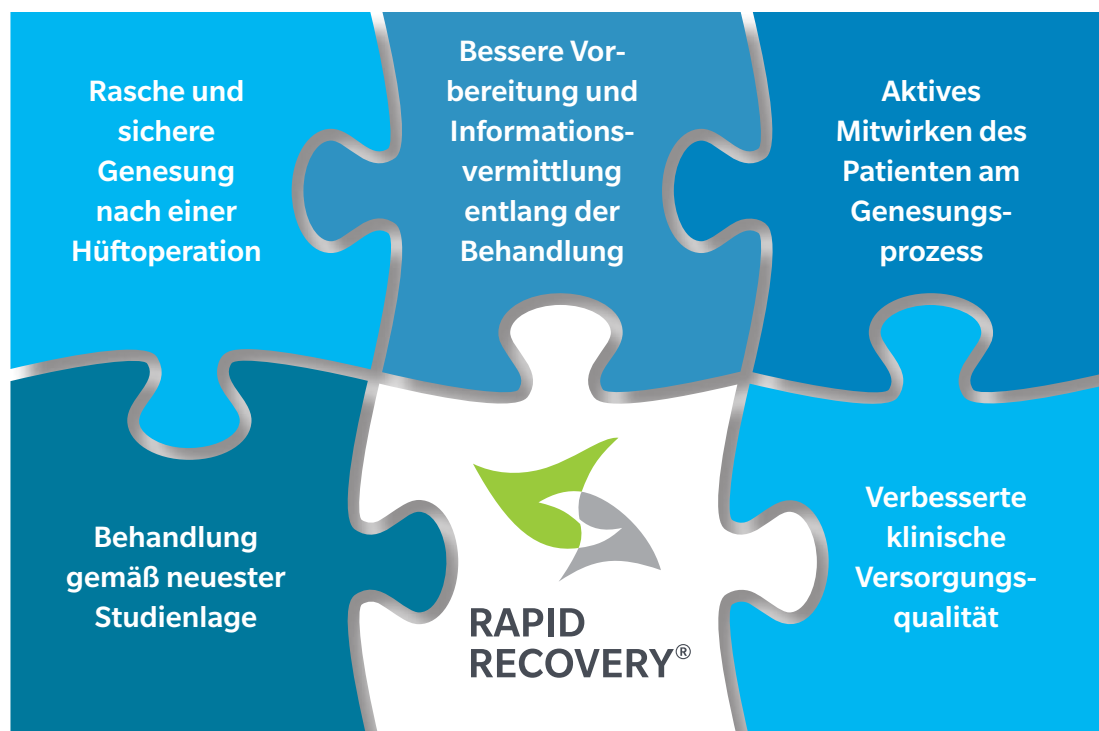 Rasche und
sichere
Genesung
nach einer
Hüftoperation
Bessere Vor-
bereitung und
Informations-
vermittlung
entlang der
Behandlung
Aktives
Mitwirken des
Patienten am
Genesungs-
prozess
Behandlung
gemäß neuester
Studienlage
RAPID
RECOVERY®
Verbesserte
klinische
Versorgungs-
qualität